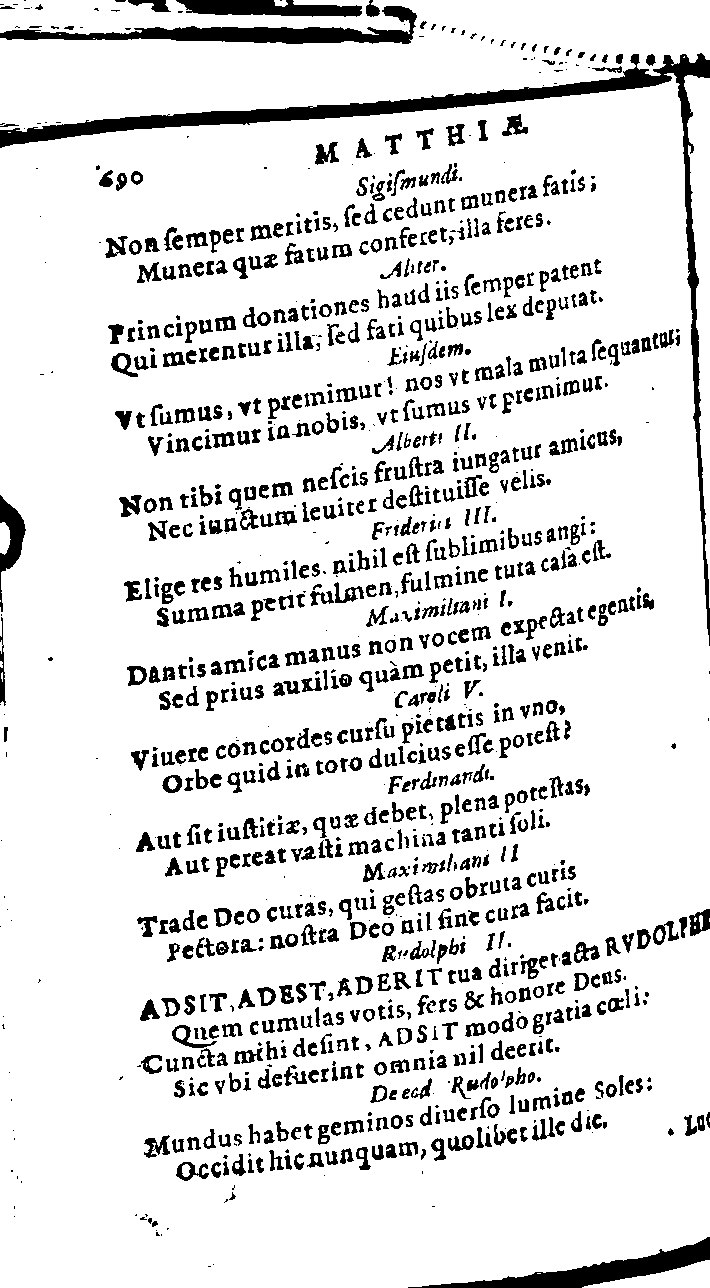 690
MATTHIÆ.
Sigiſmundi.
Non ſemper meritis, ſed cedunt munera fatis;
Munera quæ fatum conferet, illa feres.
Aliter.
Principum donationes haud iis ſemper patent
Qui merentur illa; ſed fati quibus lex deputat.
Eiuſdem.
Vt ſumus, vt premimur! nos vt mala multa ſequantur;
Vincimur in nobis, vt ſumus vt premimur.
Alberti II.
Non tibi quem neſcis fruſtra iungatur amicus,
Nec iunctum leuiter deſtituiſſe velis.
Friderici III.
Elige res humiles. nihil eſt ſublimibus angi:
Summa petit fulmen, fulmine tuta caſa eſt.
Maximiliani I.
Dantis amica manus non vocem expectat egentis,
Sed prius auxilio quàm petit, illa venit.
Caroli V.
Viuere concordes curſu pietatis in vno,
Orbe quid in toto dulcius eſſe poteſt?
Ferdinandi.
Aut ſit iuſtitiæ, quæ debet, plena poteſtas,
Aut pereat vaſti machina tanti ſoli.
Maximiliani II
Trade Deo curas, qui geſtas obruta curis
Pectora: noſtra Deo nil ſine cura facit.
Rudolphi II.
ADSIT, ADEST, ADERIT tua diriget acta RVDOLPHE
Quem cumulas votis, fers & honore Deus.
Cuncta mihi deſint, ADSIT modò gratia cœli:
Sic vbi defuerint omnia nil deerit.
De eod. Rudolpho.
Mundus habet geminos diuerſo lumine Soles:
Occidit hic nunquam, quolibet ille die.